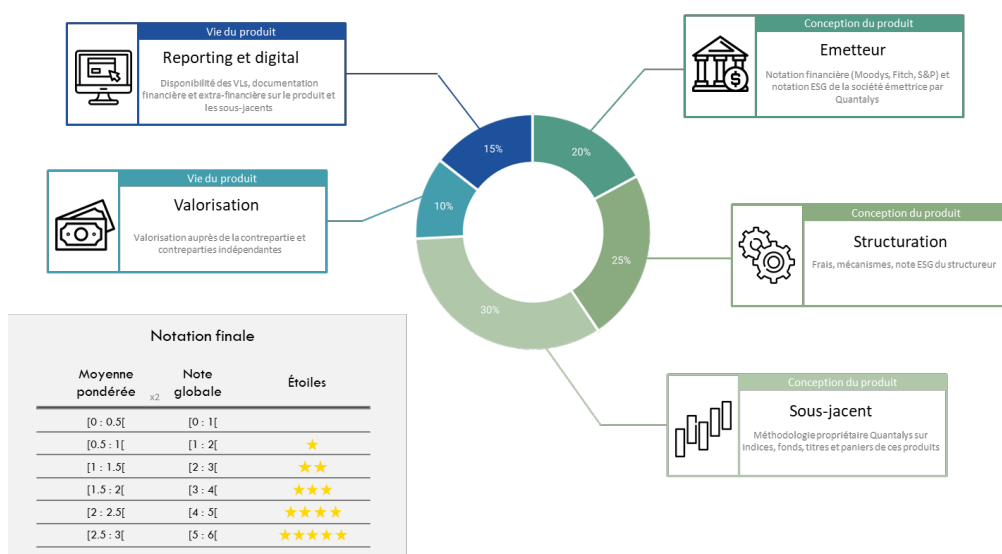 Vie du produit
Reporting et digital
Disponibilité des VLs, documentation
financière et extra-financière sur le produit et
les sous-jacents
Conception du produit
Emetteur
Notation financière (Moodys, Fitch, S&P) et
notation ESG de la société émettrice par
Quantalys
Vie du produit
Valorisation
Valorisation auprès de la contrepartie et
contreparties indépendantes
Conception du produit
Structuration
Frais, mécanismes, note ESG du structureur
15%
20%
10%
25%
30%
Conception du produit
Sous-jacent
Méthodologie propriétaire Quantalys sur
indices, fonds, titres et paniers de ces produits
Notation finale
Moyenne pondérée x2 Note globale Étoiles
[0 : 0.5[ [0 : 1[
[0.5 : 1[ [1 : 2[ ★
[1 : 1.5[ [2 : 3[ ★★
[1.5 : 2[ [3 : 4[ ★★★
[2 : 2.5[ [4 : 5[ ★★★★
[2.5 : 3[ [5 : 6[ ★★★★★